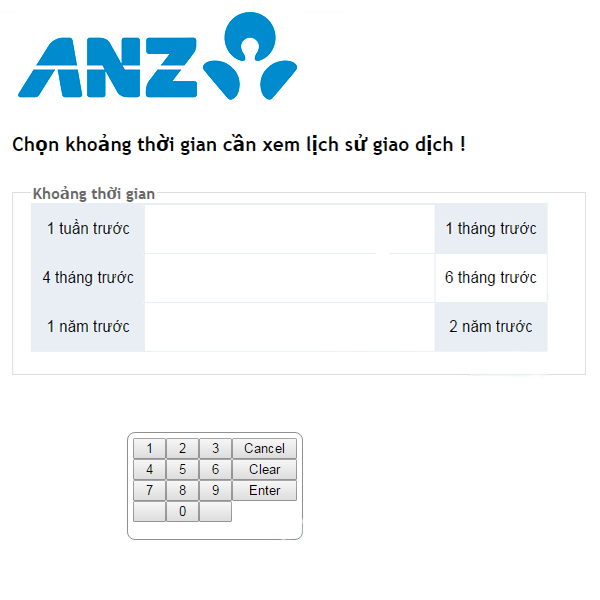 ANZ
Chọn khoảng thời gian cần xem lịch sử giao dịch !
Khoảng thời gian
1 tuần trước 1 tháng trước
4 tháng trước 6 tháng trước
1 năm trước 2 năm trước
1 2 3 Cancel
4 5 6 Clear
7 8 9 Enter
0